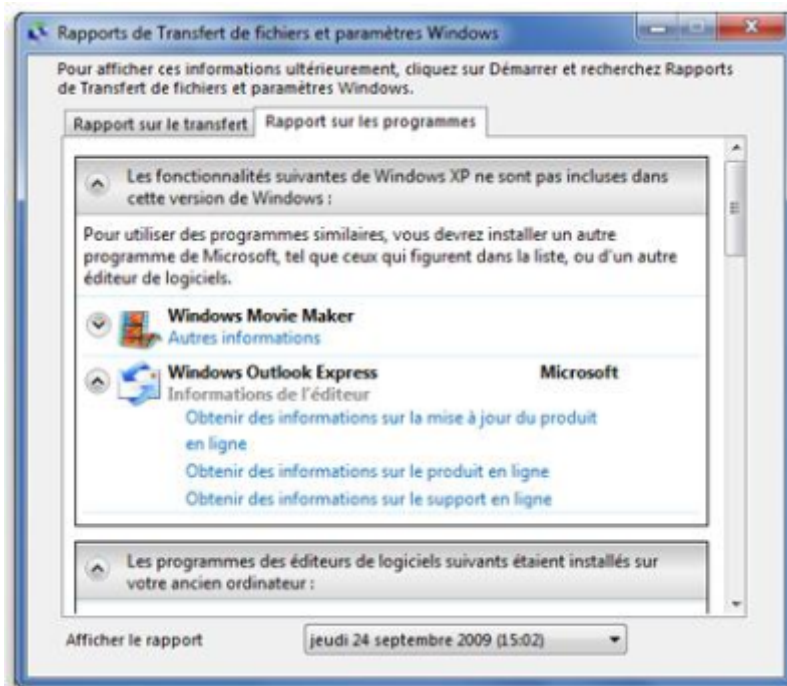 Rapports de Transfert de fichiers et paramètres Windows
Pour afficher ces informations ultérieurement, cliquez sur Démarrer et recherchez Rapports
de Transfert de fichiers et paramètres Windows.
Rapport sur le transfert
Rapport sur les programmes
Les fonctionnalités suivantes de Windows XP ne sont pas incluses dans
cette version de Windows :
Pour utiliser des programmes similaires, vous devrez installer un autre
programme de Microsoft, tel que ceux qui figurent dans la liste, ou d'un autre
éditeur de logiciels.
Windows Movie Maker
Autres informations
Windows Outlook Express Microsoft
Informations de l'éditeur
Obtenir des informations sur la mise à jour du produit
en ligne
Obtenir des informations sur le produit en ligne
Obtenir des informations sur le support en ligne
Les programmes des éditeurs de logiciels suivants étaient installés sur
votre ancien ordinateur :
Afficher le rapport jeudi 24 septembre 2009 (15:02)